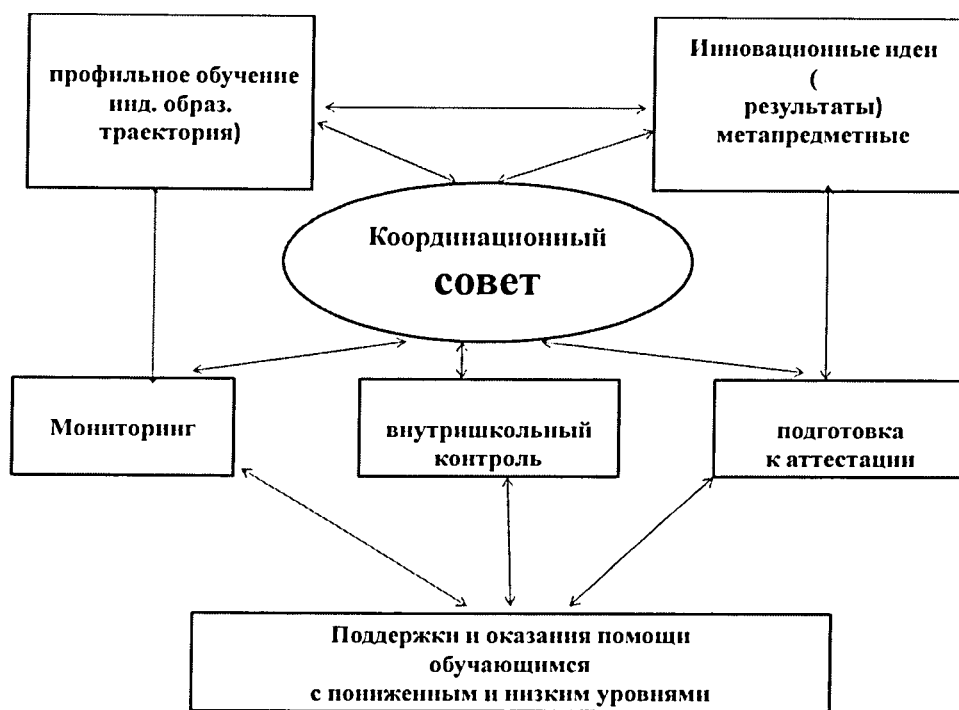 профильное обучение
инд. образ.
траектория)
Инновационные идеи
(
результаты)
метапредметные
Координационный
совет
Мониторинг
внутришкольный
контроль
подготовка
к аттестации
Поддержки и оказания помощи
обучающимся
с пониженным и низким уровнями